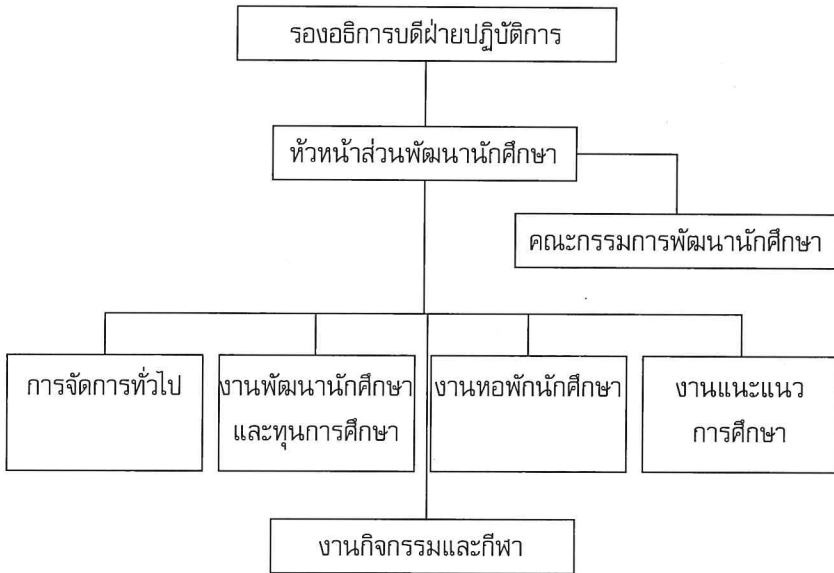 รองอธิการบดีฝ่ายปฏิบัติการ
หัวหน้าส่วนพัฒนานักศึกษา
คณะกรรมการพัฒนานักศึกษา
การจัดการทั่วไป
งานพัฒนานักศึกษา
และทุนการศึกษา
งานหอพักนักศึกษา
งานแนะแนว
การศึกษา
งานกิจกรรมและกีฬา